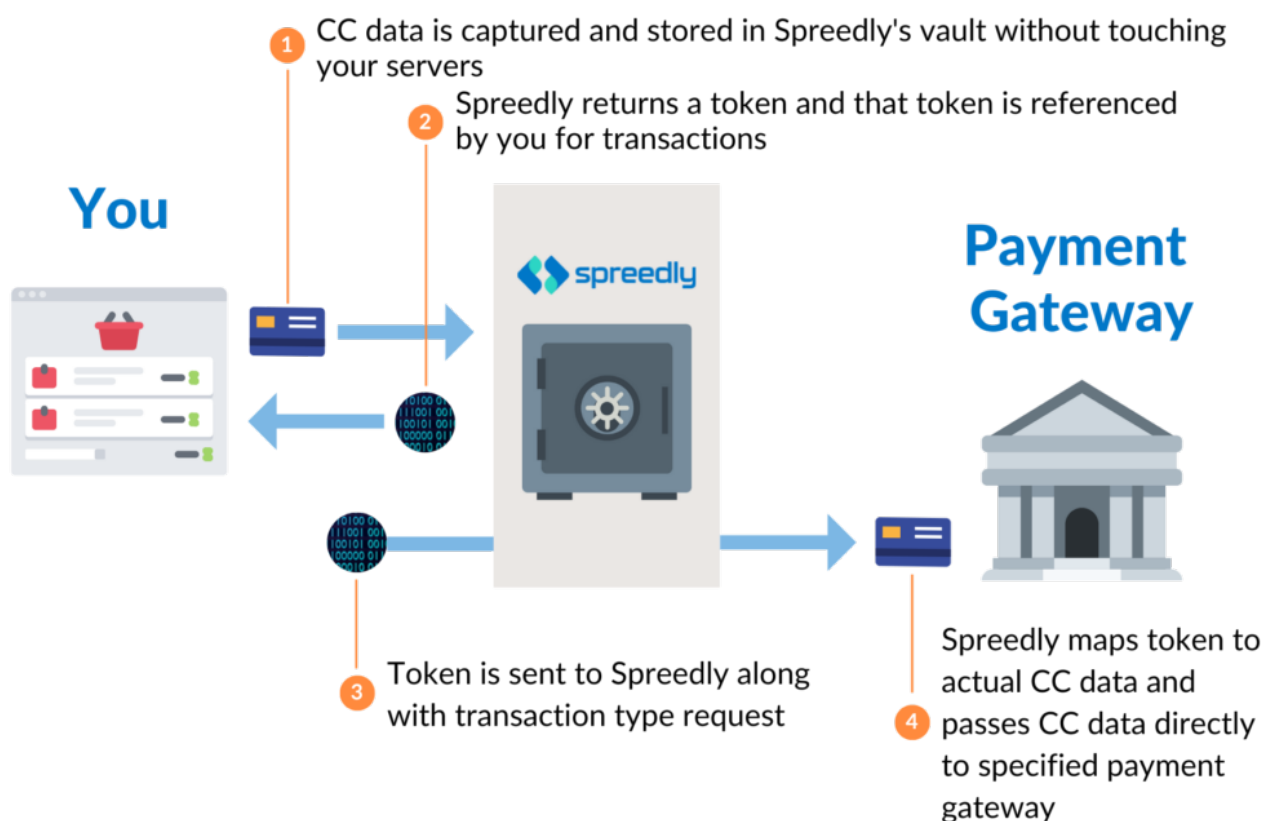 1
CC data is captured and stored in Spreedly's vault without touching
your servers
2
Spreedly returns a token and that token is referenced
by you for transactions
You
spreedly
Payment
Gateway
3
Token is sent to Spreedly along
with transaction type request
4
Spreedly maps token to
actual CC data and
passes CC data directly
to specified payment
gateway